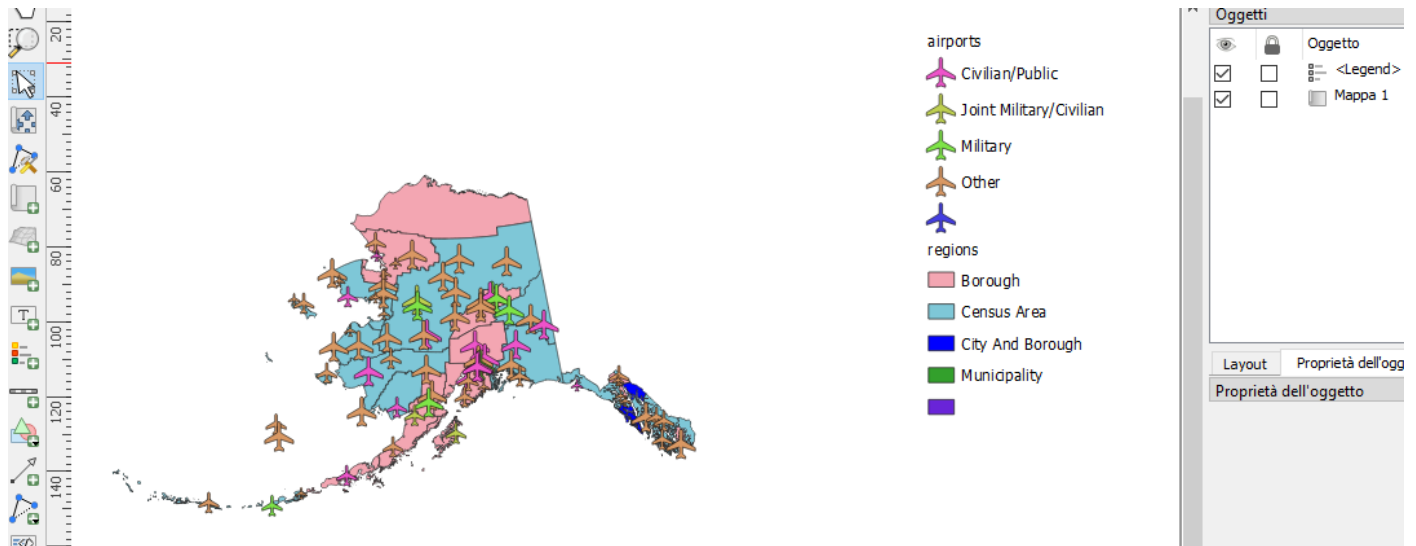 airports
Civilian/Public
Joint Military/Civilian
Military
Other
regions
Borough
Census Area
City And Borough
Municipality
Oggetti
Oggetto
<Legend>
Mappa 1
Layout
Proprietà dell'ogg
Proprietà dell'oggetto
20
40
60
80
100
120
140
T